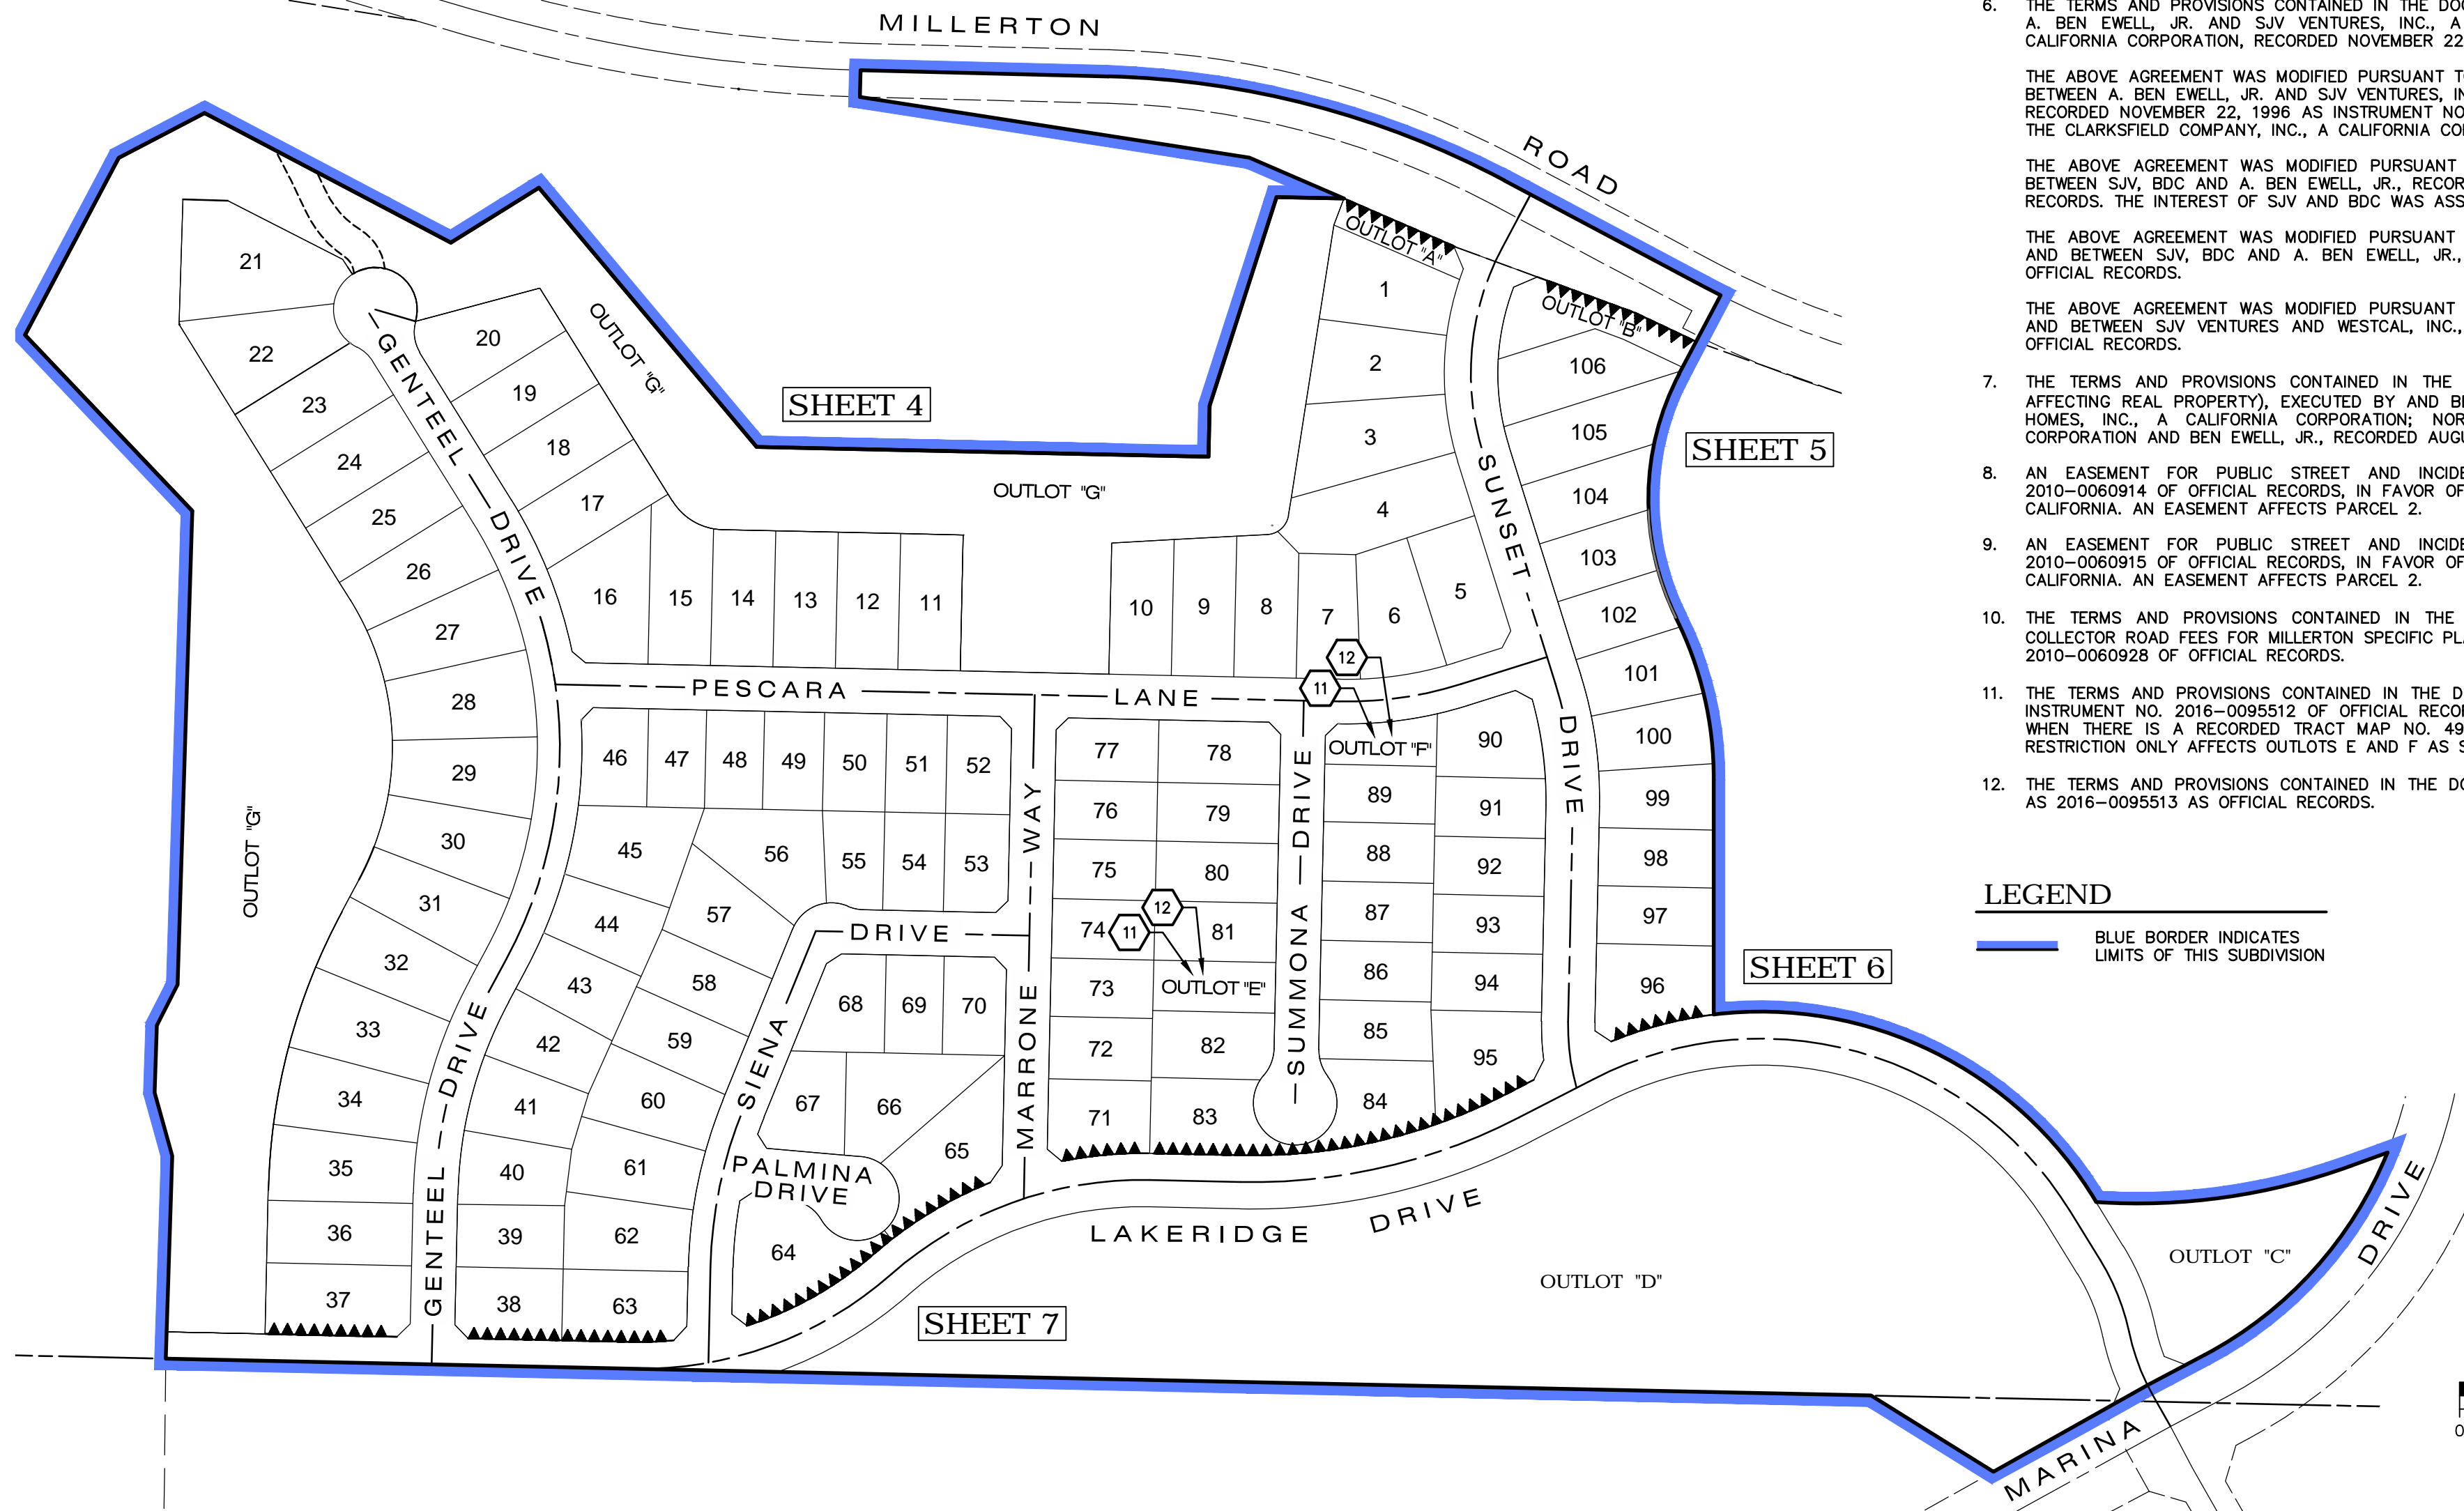 MILLERTON
ROAD
OUTLOT "A"
OUTLOT "B"
SHEET 4
SHEET 5
SHEET 6
SHEET 7
OUTLOT "G"
OUTLOT "G"
OUTLOT "G"
GENTEEL DRIVE
GENTEEL DRIVE
SUNSET DRIVE
PESCARA LANE
MARRONE WAY
SUMMONA DRIVE
SIENA DRIVE
PALMINA
DRIVE
LAKERIDGE DRIVE
MARINA DRIVE
OUTLOT "F"
OUTLOT "E"
OUTLOT "D"
OUTLOT "C"
12
11
12
11
1
2
3
4
5
6
7
8
9
10
11
12
13
14
15
16
17
18
19
20
21
22
23
24
25
26
27
28
29
30
31
32
33
34
35
36
37
38
39
40
41
42
43
44
45
46
47
48
49
50
51
52
53
54
55
56
57
58
59
60
61
62
63
64
65
66
67
68
69
70
71
72
73
74
75
76
77
78
79
80
81
82
83
84
85
86
87
88
89
90
91
92
93
94
95
96
97
98
99
100
101
102
103
104
105
106
6. THE TERMS AND PROVISIONS CONTAINED IN THE
A. BEN EWELL, JR. AND SJV VENTURES, INC., A
CALIFORNIA CORPORATION, RECORDED NOVEMBER 22
THE ABOVE AGREEMENT WAS MODIFIED PURSUANT
BETWEEN A. BEN EWELL, JR. AND SJV VENTURES,
RECORDED NOVEMBER 22, 1996 AS INSTRUMENT
THE CLARKSFIELD COMPANY, INC., A CALIFORNIA
THE ABOVE AGREEMENT WAS MODIFIED PURSUANT
BETWEEN SJV, BDC AND A. BEN EWELL, JR.,
RECORDS. THE INTEREST OF SJV AND BDC WAS
THE ABOVE AGREEMENT WAS MODIFIED PURSUANT
AND BETWEEN SJV, BDC AND A. BEN EWELL, JR.,
OFFICIAL RECORDS.
THE ABOVE AGREEMENT WAS MODIFIED PURSUANT
AND BETWEEN SJV VENTURES AND WESTCAL, INC.,
OFFICIAL RECORDS.
7. THE TERMS AND PROVISIONS CONTAINED IN THE
AFFECTING REAL PROPERTY), EXECUTED BY AND
HOMES, INC., A CALIFORNIA CORPORATION;
CORPORATION AND BEN EWELL, JR., RECORDED
8. AN EASEMENT FOR PUBLIC STREET AND
2010-0060914 OF OFFICIAL RECORDS, IN FAVOR OF
CALIFORNIA. AN EASEMENT AFFECTS PARCEL 2.
9. AN EASEMENT FOR PUBLIC STREET AND
2010-0060915 OF OFFICIAL RECORDS, IN FAVOR OF
CALIFORNIA. AN EASEMENT AFFECTS PARCEL 2.
10. THE TERMS AND PROVISIONS CONTAINED IN THE
COLLECTOR ROAD FEES FOR MILLERTON SPECIFIC
2010-0060928 OF OFFICIAL RECORDS.
11. THE TERMS AND PROVISIONS CONTAINED IN THE
INSTRUMENT NO. 2016-0095512 OF OFFICIAL
WHEN THERE IS A RECORDED TRACT MAP NO.
RESTRICTION ONLY AFFECTS OUTLOTS E AND F AS
12. THE TERMS AND PROVISIONS CONTAINED IN THE
AS 2016-0095513 AS OFFICIAL RECORDS.
LEGEND
BLUE BORDER INDICATES
LIMITS OF THIS SUBDIVISION